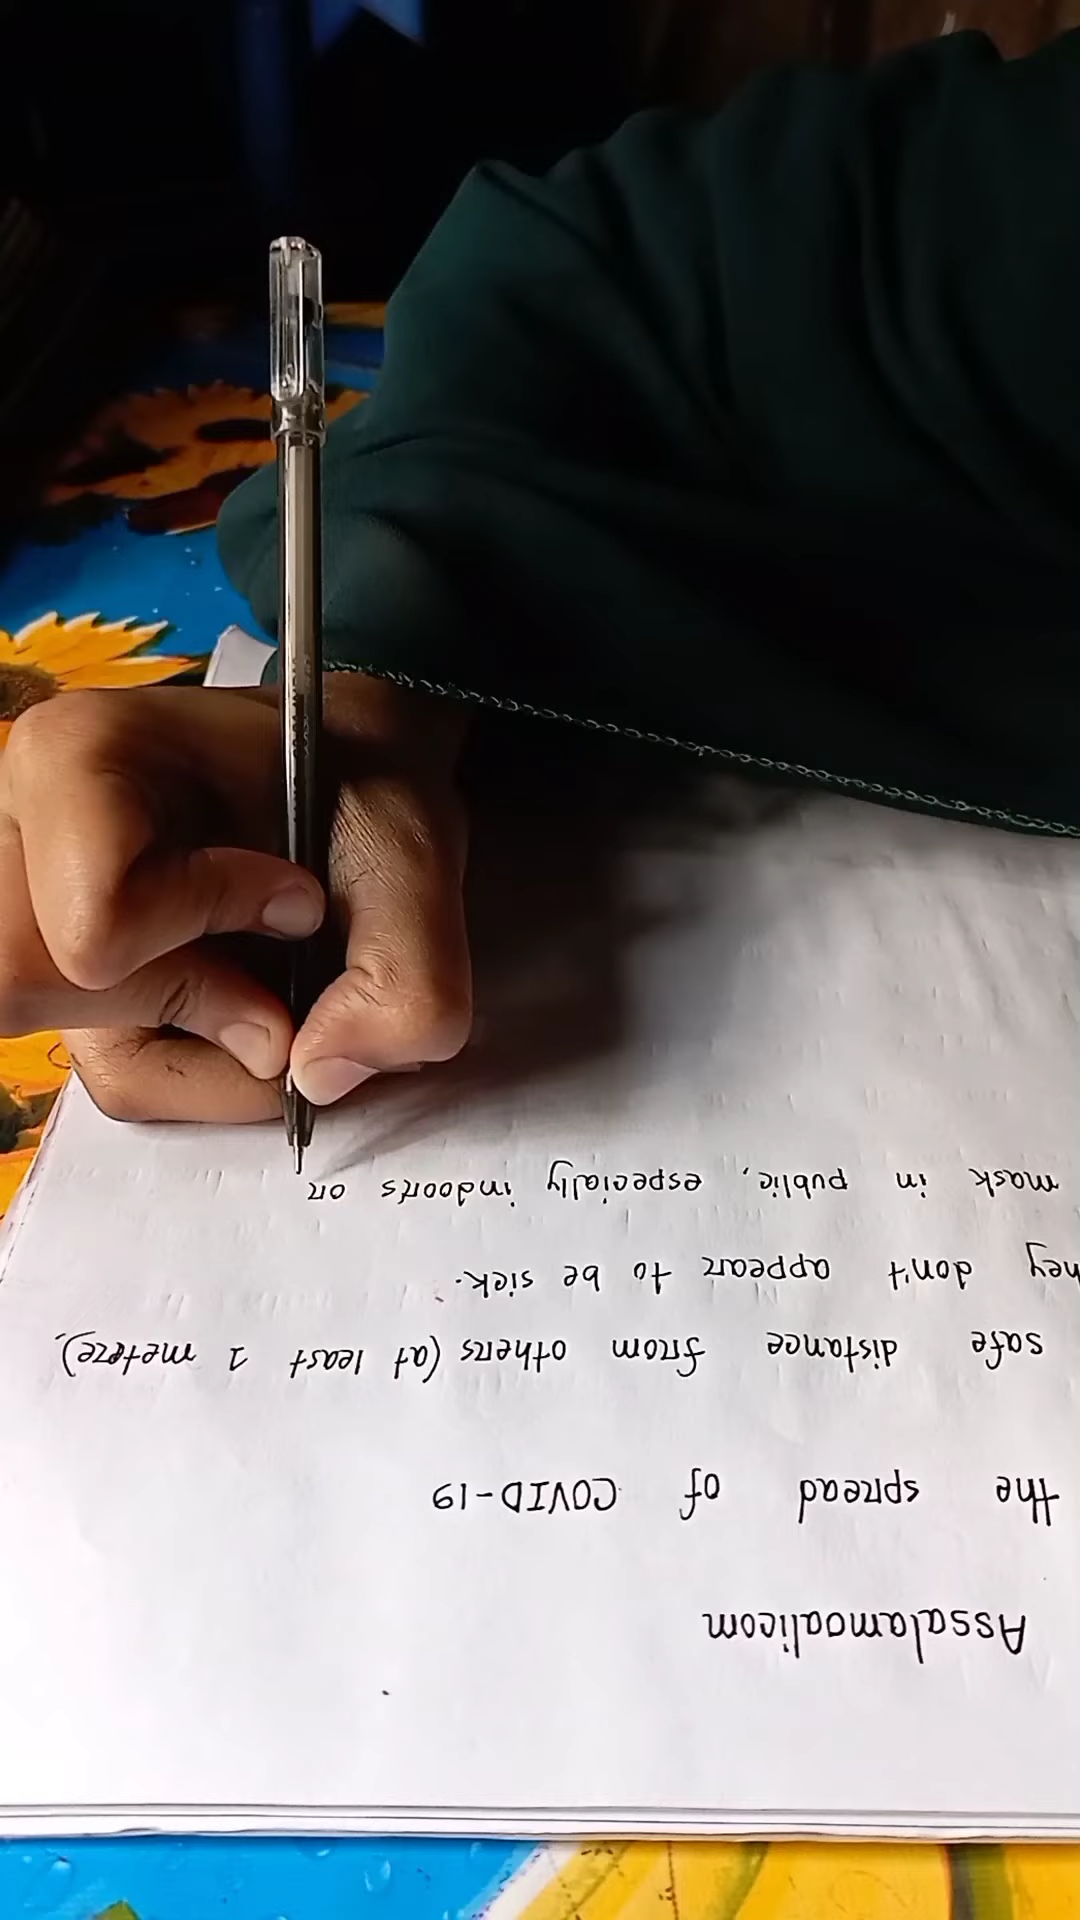 Assalamoalicom
the spread of COVID-19
safe distance from others (at least 1 metere),
hey don't appear to be sick.
mask in public, especially indoors or